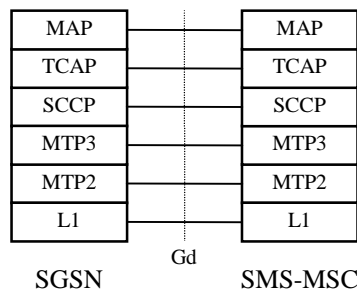 MAP MAP
TCAP TCAP
SCCP SCCP
MTP3 MTP3
MTP2 MTP2
L1 L1
Gd
SGSN SMS-MSC